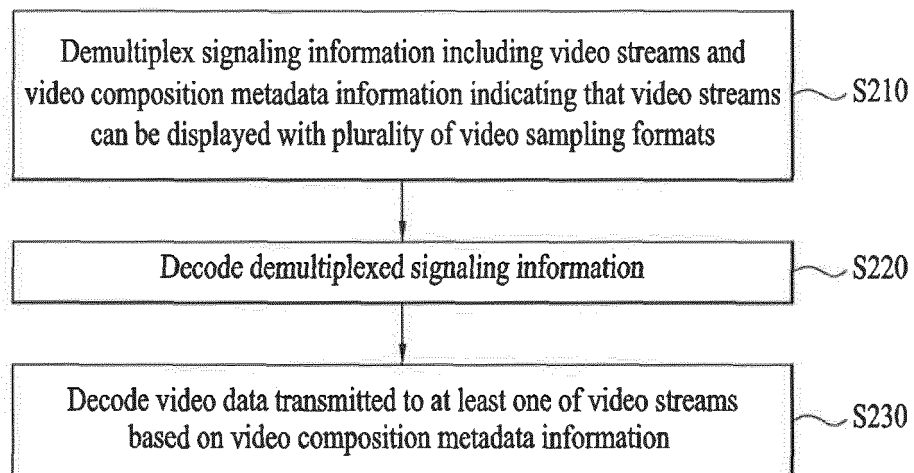 Demultiplex signaling information including video streams and
video composition metadata information indicating that video streams
can be displayed with plurality of video sampling formats
S210
Decode demultiplexed signaling information
S220
Decode video data transmitted to at least one of video streams
based on video composition metadata information
S230